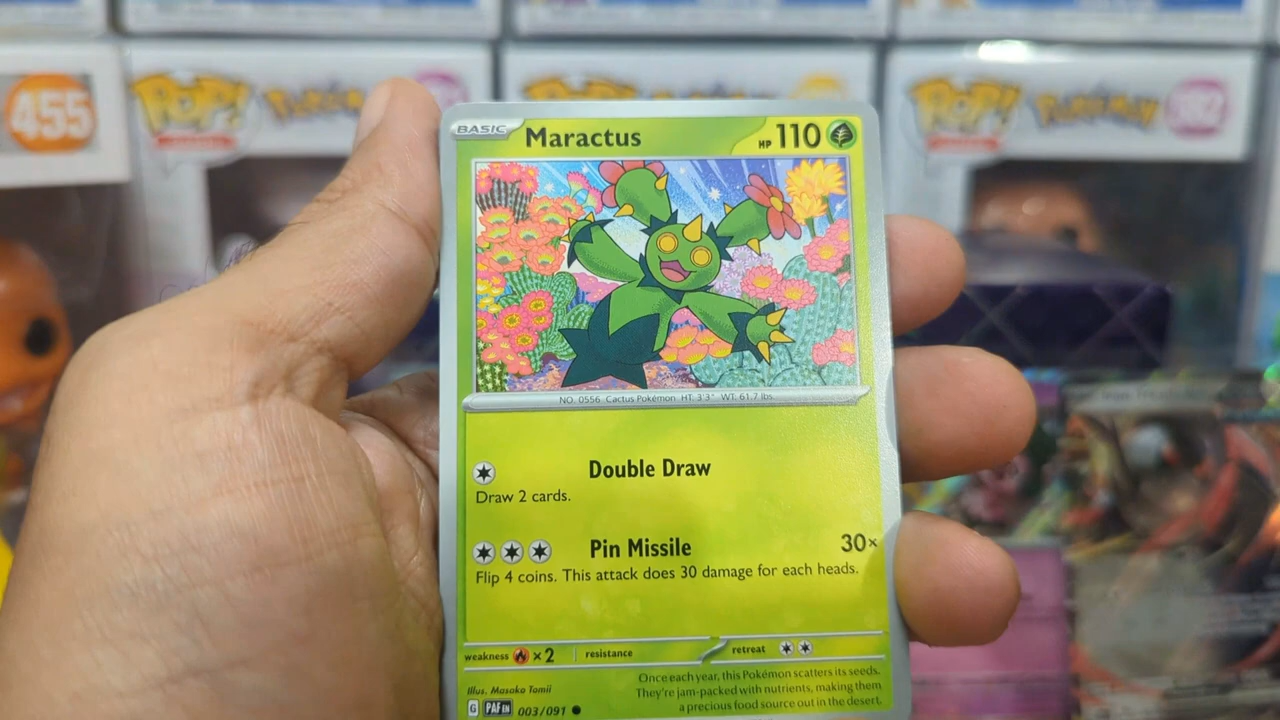 455
POP!
POP!
Pokémon
BASIC
Maractus
HP 110
NO. 0556 Cactus Pokémon HT. 3'3" WT. 61.7 lbs.
Double Draw
Draw 2 cards.
Pin Missile 30×
Flip 4 coins. This attack does 30 damage for each heads.
weakness ×2 resistance retreat
Illus. Masako Tomii
G PAF EN 003/091
Once each year, this Pokémon scatters its seeds.
They're jam-packed with nutrients, making them
a precious food source out in the desert.